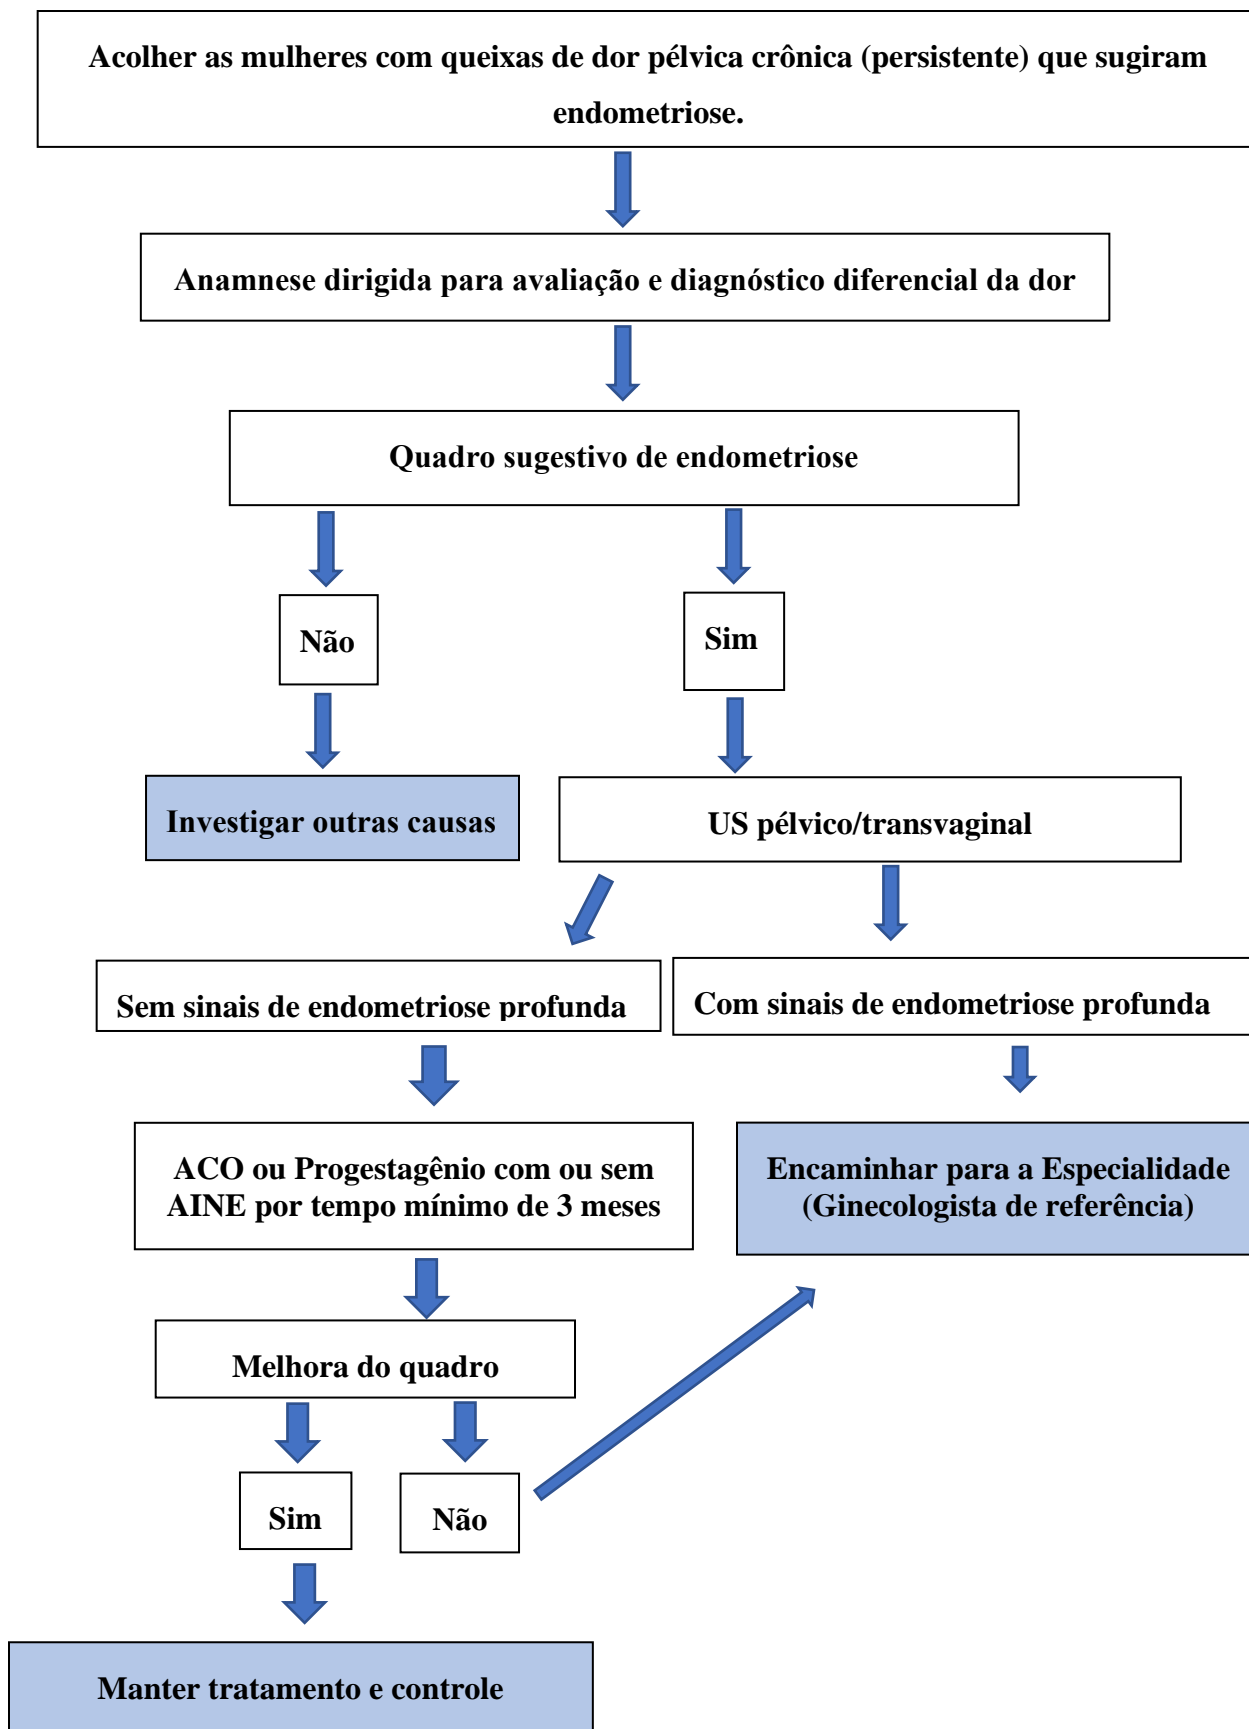 Acolher as mulheres com queixas de dor pélvica crônica (persistente) que sugiram
endometriose.
Anamnese dirigida para avaliação e diagnóstico diferencial da dor
Quadro sugestivo de endometriose
Não
Sim
Investigar outras causas
US pélvico/transvaginal
Sem sinais de endometriose profunda
Com sinais de endometriose profunda
ACO ou Progestagênio com ou sem
AINE por tempo mínimo de 3 meses
Encaminhar para a Especialidade
(Ginecologista de referência)
Melhora do quadro
Sim
Não
Manter tratamento e controle